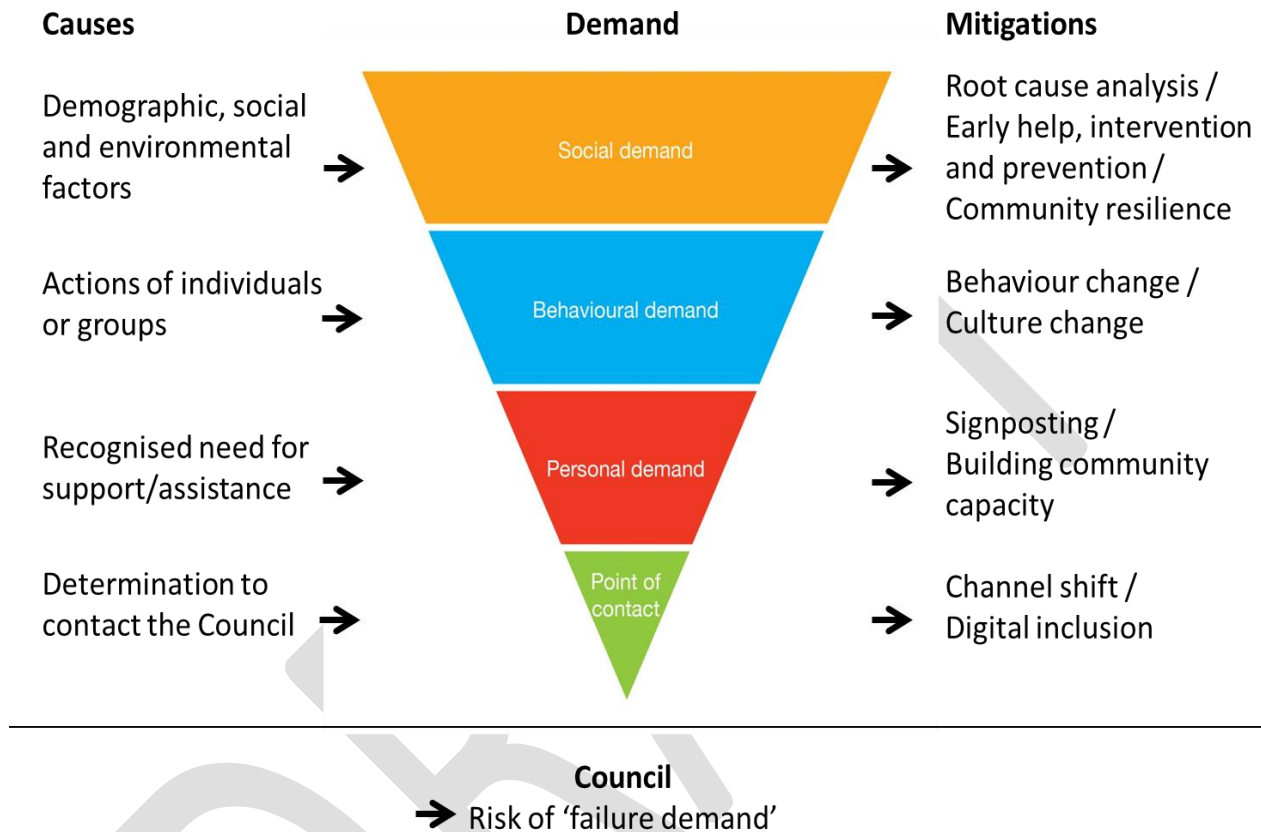 Causes
Demand
Mitigations
Demographic, social
and environmental
factors
Social demand
Root cause analysis /
Early help, intervention
and prevention /
Community resilience
Actions of individuals
or groups
Behavioural demand
Behaviour change /
Culture change
Recognised need for
support/assistance
Personal demand
Signposting /
Building community
capacity
Determination to
contact the Council
Point of
contact
Channel shift /
Digital inclusion
Council
Risk of ‘failure demand’